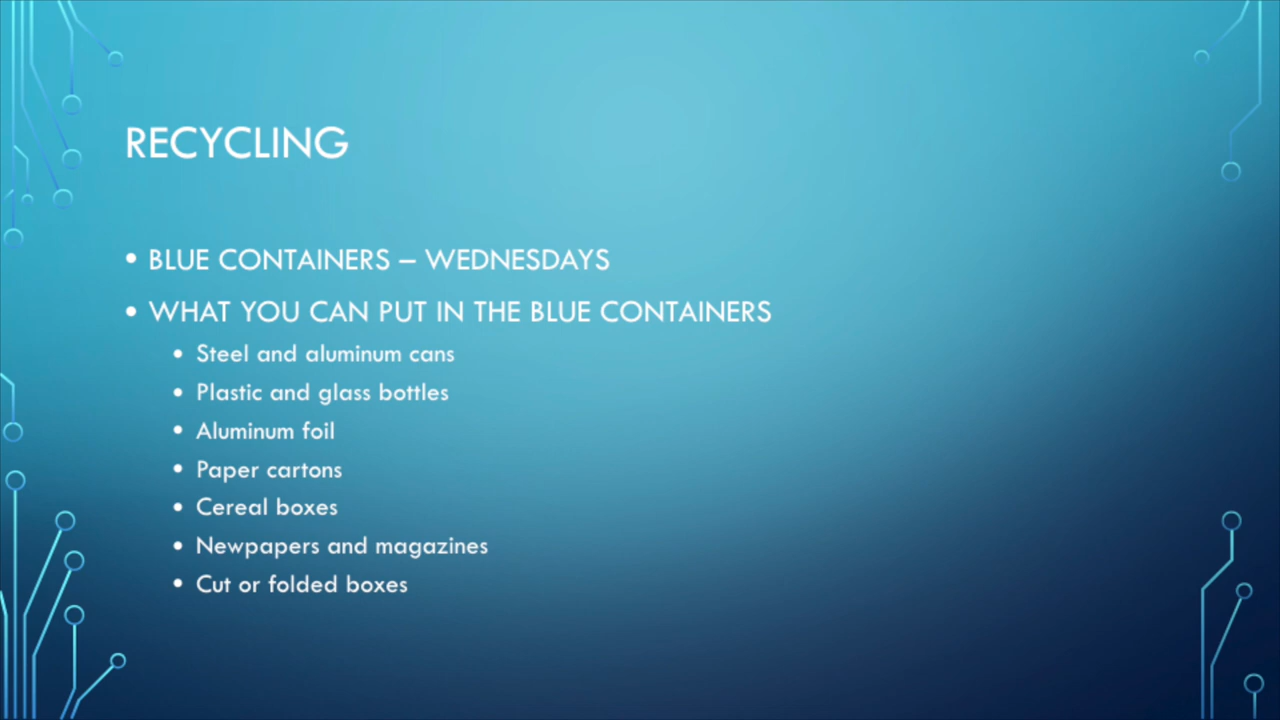 RECYCLING
• BLUE CONTAINERS – WEDNESDAYS
• WHAT YOU CAN PUT IN THE BLUE CONTAINERS
• Steel and aluminum cans
• Plastic and glass bottles
• Aluminum foil
• Paper cartons
• Cereal boxes
• Newpapers and magazines
• Cut or folded boxes